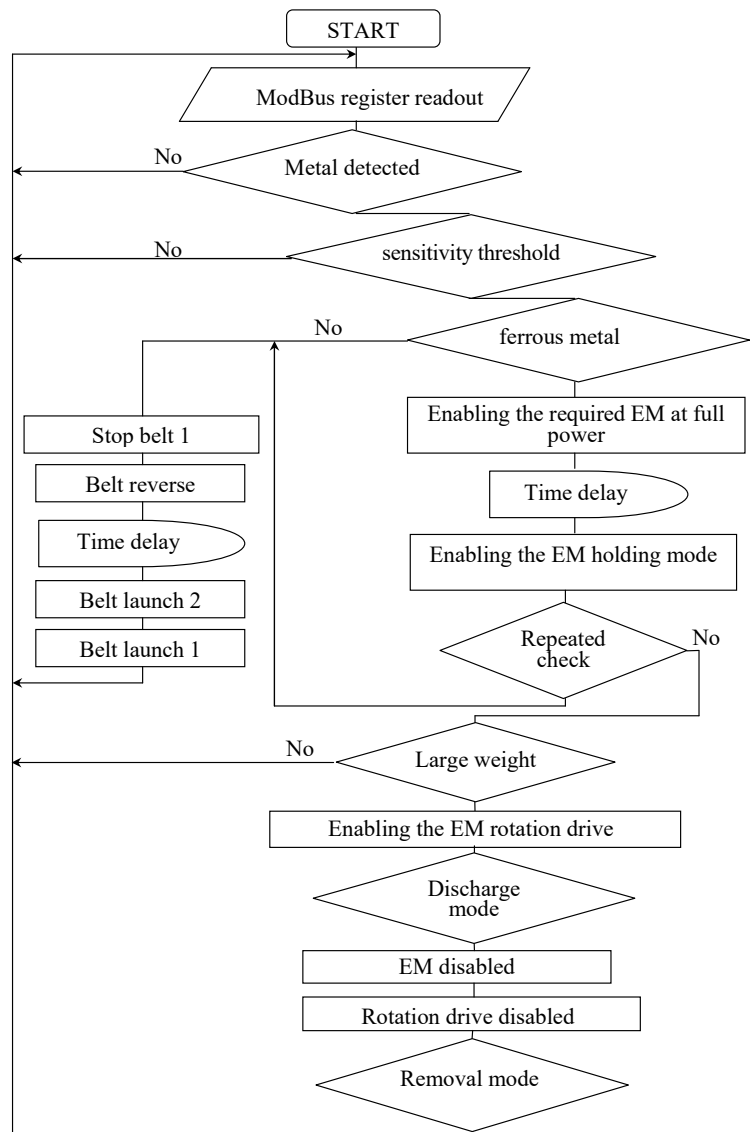 START
ModBus register readout
No
Metal detected
No
sensitivity threshold
No
ferrous metal
Stop belt 1
Belt reverse
Time delay
Belt launch 2
Belt launch 1
Enabling the required EM at full
power
Time delay
Enabling the EM holding mode
Repeated
check
No
No
Large weight
Enabling the EM rotation drive
Discharge
mode
EM disabled
Rotation drive disabled
Removal mode